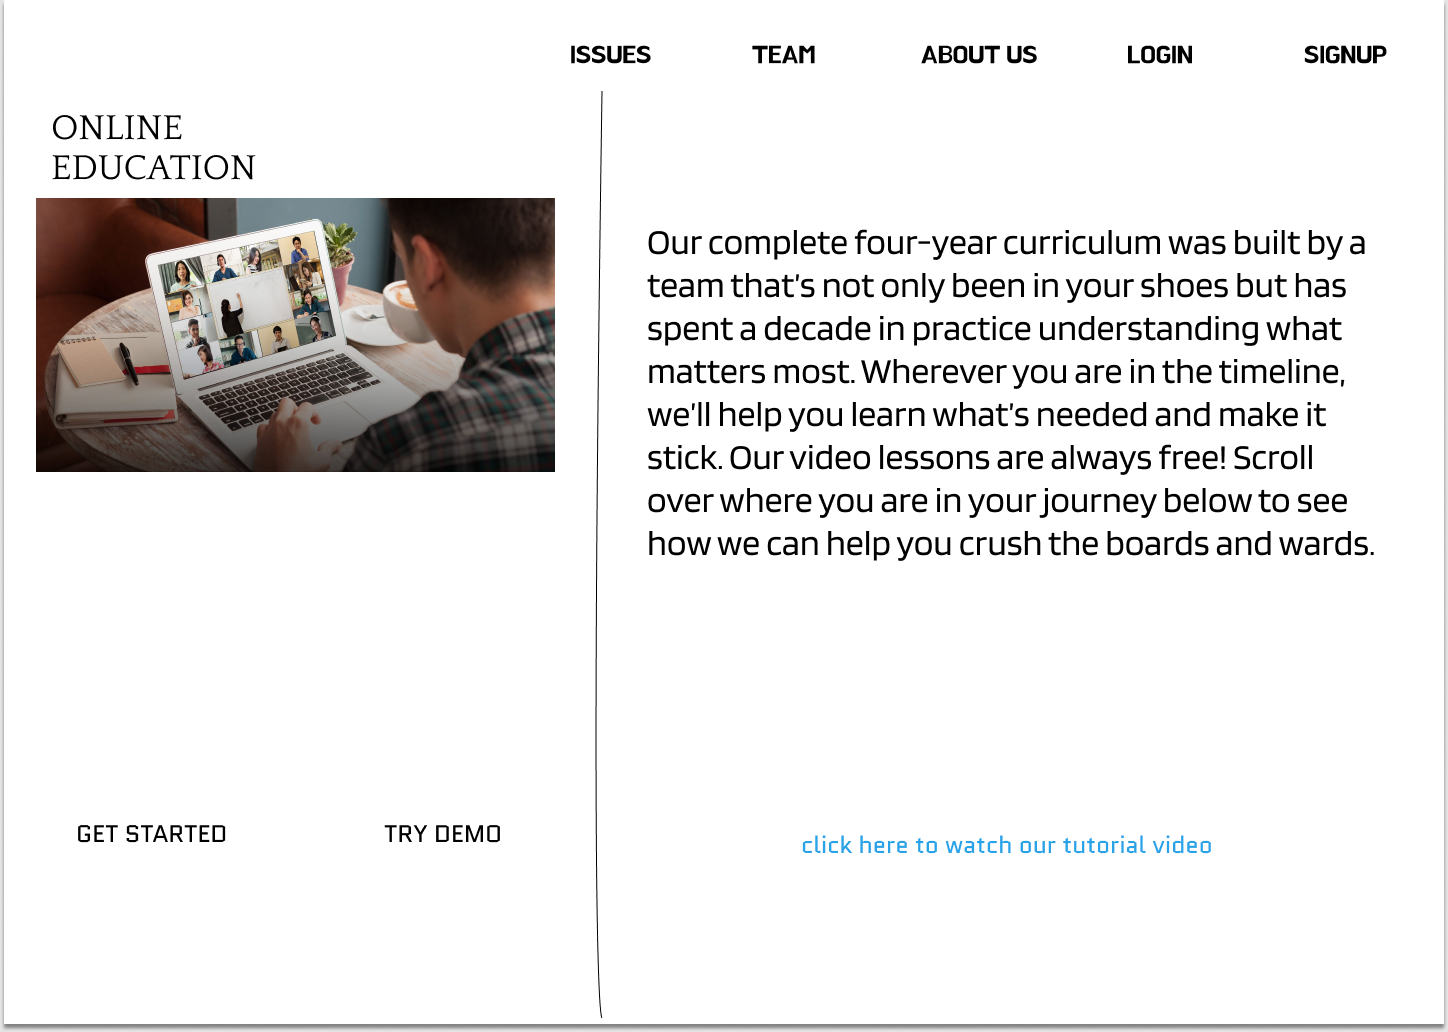 ISSUES TEAM ABOUT US LOGIN SIGNUP
ONLINE
EDUCATION
Our complete four-year curriculum was built by a
team that's not only been in your shoes but has
spent a decade in practice understanding what
matters most. Wherever you are in the timeline,
we'll help you learn what's needed and make it
stick. Our video lessons are always free! Scroll
over where you are in your journey below to see
how we can help you crush the boards and wards.
GET STARTED TRY DEMO
click here to watch our tutorial video